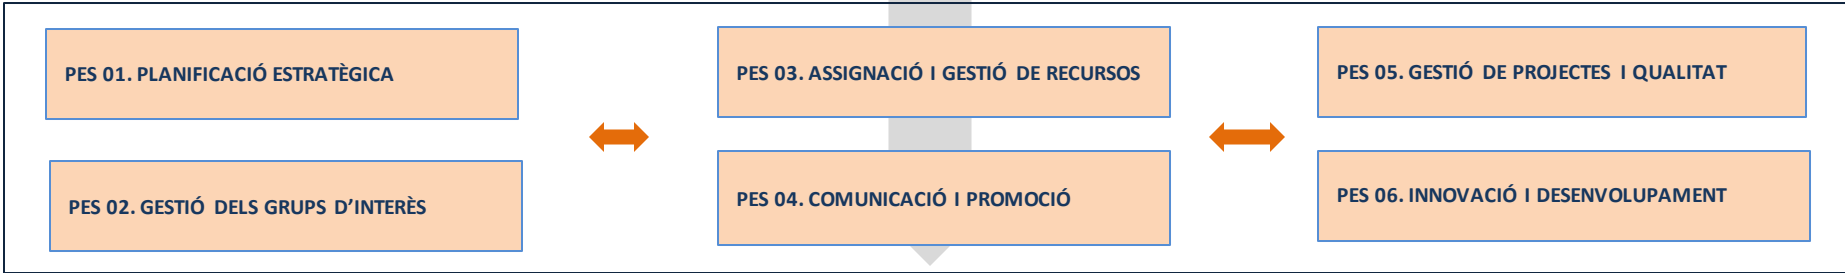 PES 01. PLANIFICACIÓ ESTRATÈGICA
PES 02. GESTIÓ DELS GRUPS D’INTERÈS
PES 03. ASSIGNACIÓ I GESTIÓ DE RECURSOS
PES 04. COMUNICACIÓ I PROMOCIÓ
PES 05. GESTIÓ DE PROJECTES I QUALITAT
PES 06. INNOVACIÓ I DESENVOLUPAMENT